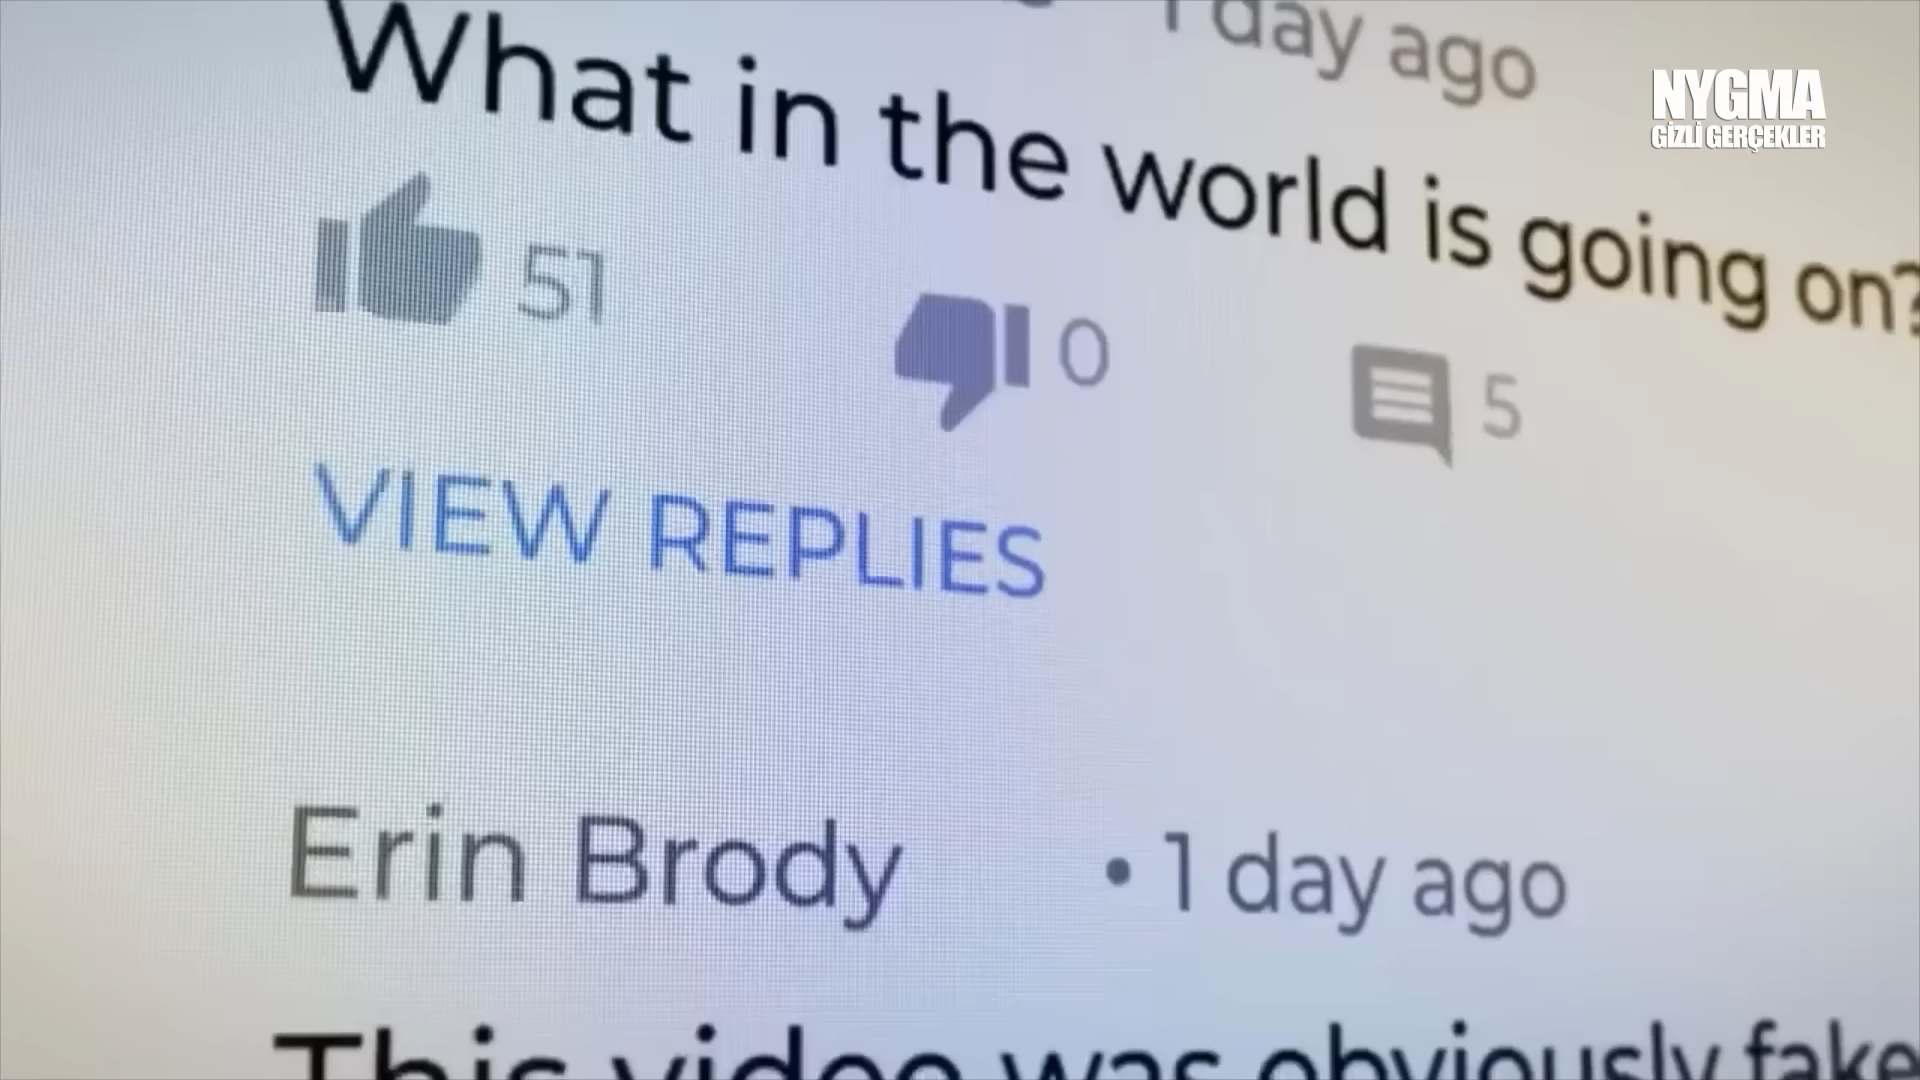 1 day ago
NYGMA
GİZLİ GERÇEKLER
What in the world is going on?
51
0
5
VIEW REPLIES
Erin Brody • 1 day ago
This video was obviously fake